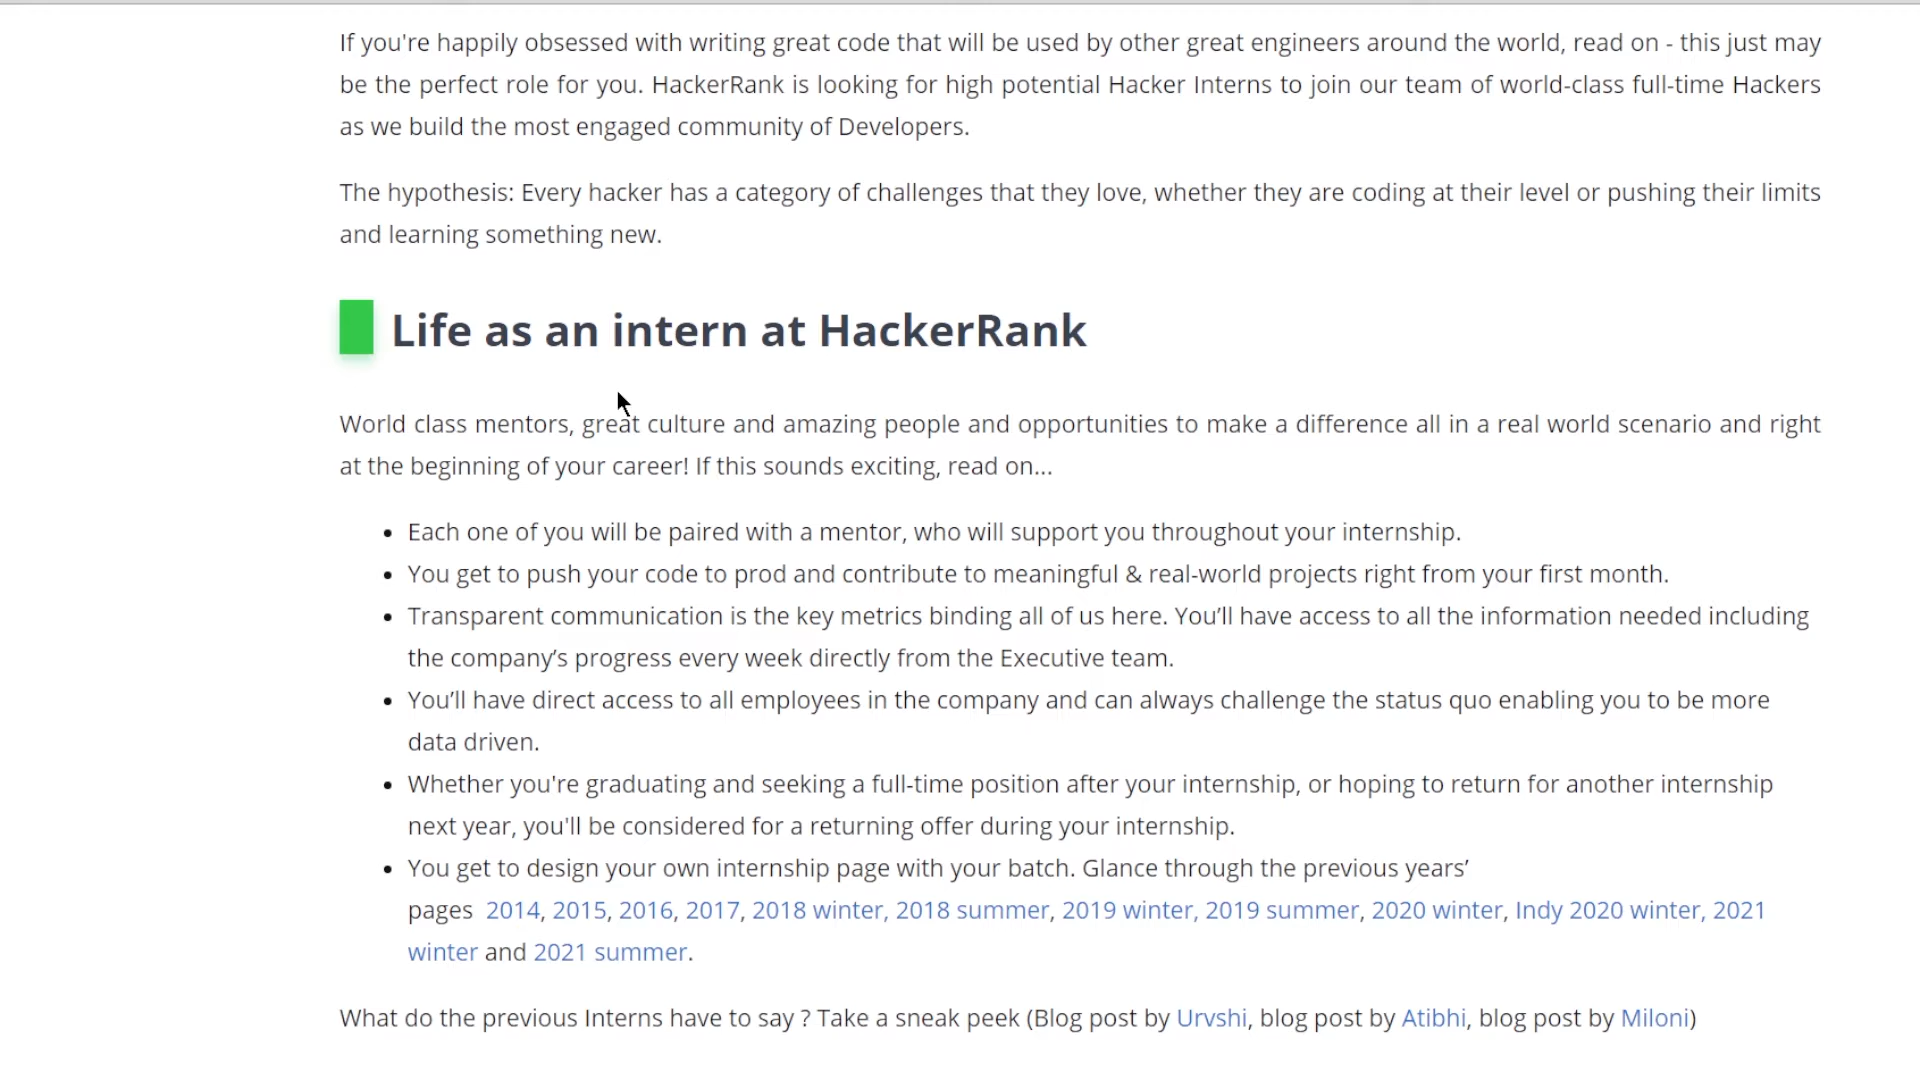 If you're happily obsessed with writing great code that will be used by other great engineers around the world, read on - this just may
be the perfect role for you. HackerRank is looking for high potential Hacker Interns to join our team of world-class full-time Hackers
as we build the most engaged community of Developers.
The hypothesis: Every hacker has a category of challenges that they love, whether they are coding at their level or pushing their limits
and learning something new.
Life as an intern at HackerRank
World class mentors, great culture and amazing people and opportunities to make a difference all in a real world scenario and right
at the beginning of your career! If this sounds exciting, read on...
• Each one of you will be paired with a mentor, who will support you throughout your internship.
• You get to push your code to prod and contribute to meaningful & real-world projects right from your first month.
• Transparent communication is the key metrics binding all of us here. You’ll have access to all the information needed including
the company’s progress every week directly from the Executive team.
• You’ll have direct access to all employees in the company and can always challenge the status quo enabling you to be more
data driven.
• Whether you're graduating and seeking a full-time position after your internship, or hoping to return for another internship
next year, you'll be considered for a returning offer during your internship.
• You get to design your own internship page with your batch. Glance through the previous years’
pages 2014, 2015, 2016, 2017, 2018 winter, 2018 summer, 2019 winter, 2019 summer, 2020 winter, Indy 2020 winter, 2021
winter and 2021 summer.
What do the previous Interns have to say ? Take a sneak peek (Blog post by Urvshi, blog post by Atibhi, blog post by Miloni)